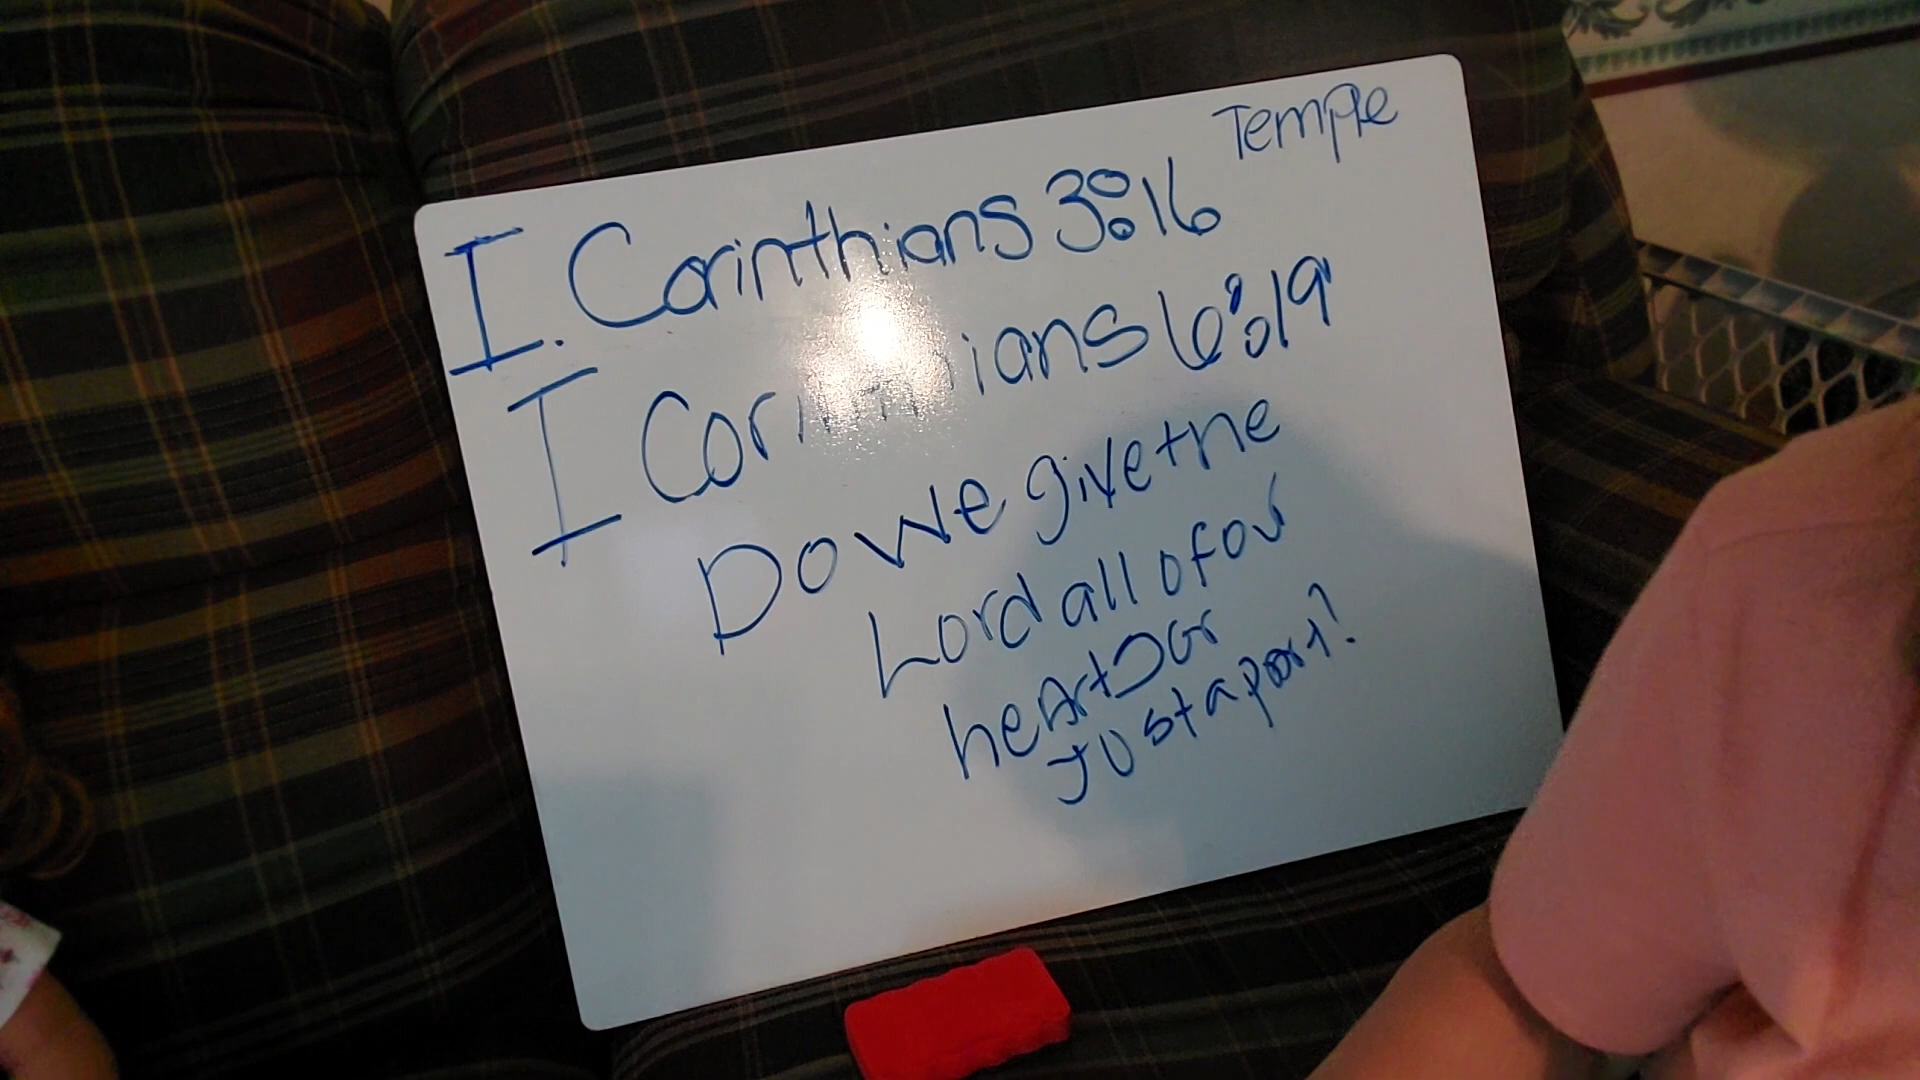 Temple
I. Corinthians 3:16
I Corinthians 6:19
Do we give the
Lord all of our
heart Or
Just a part?